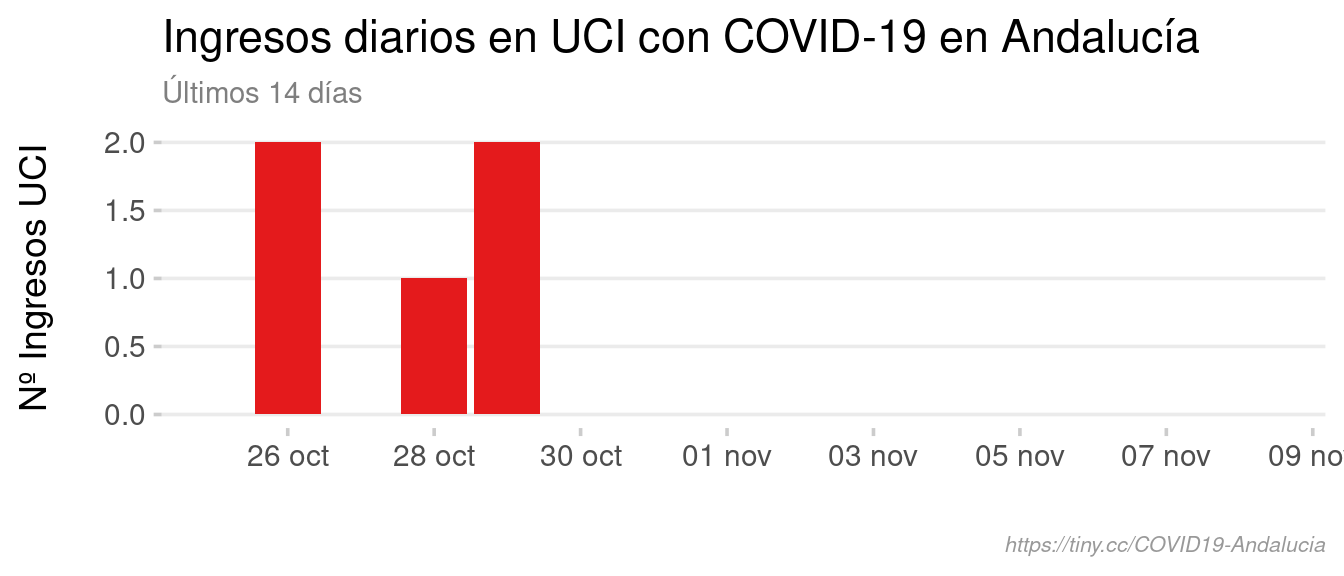 Ingresos diarios en UCI con COVID-19 en Andalucía
Últimos 14 días
Nº Ingresos UCI
2.0
1.5
1.0
0.5
0.0
26 oct 28 oct 30 oct 01 nov 03 nov 05 nov 07 nov 09 no
https://tiny.cc/COVID19-Andalucia